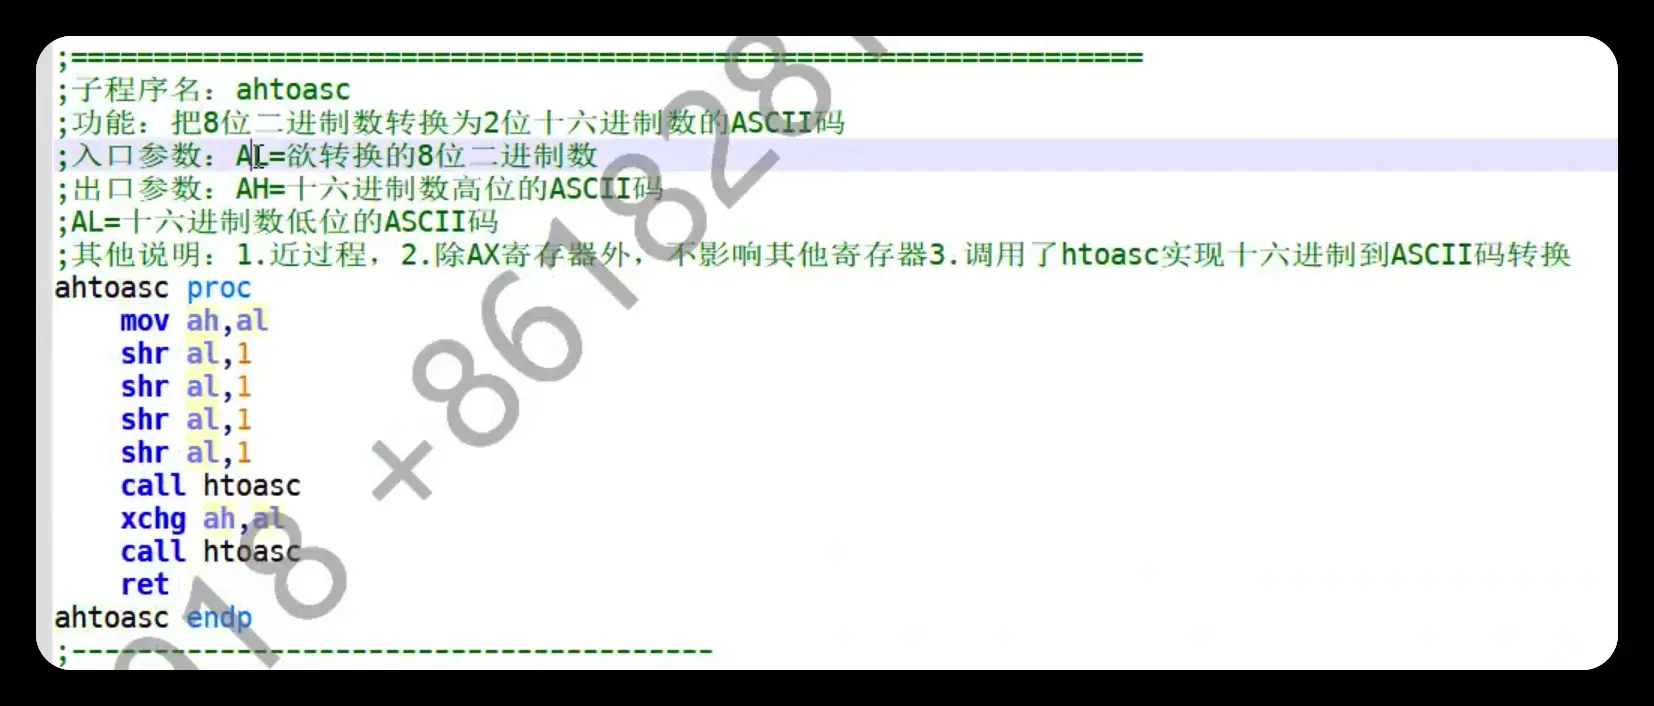 ;=================================================================
;子程序名：ahtoasc
;功能：把8位二进制数转换为2位十六进制数的ASCII码
;入口参数：AL=欲转换的8位二进制数
;出口参数：AH=十六进制数高位的ASCII码
;AL=十六进制数低位的ASCII码
;其他说明：1.近过程，2.除AX寄存器外，不影响其他寄存器3.调用了htoasc实现十六进制到ASCII码转换
ahtoasc proc
mov ah,al
shr al,1
shr al,1
shr al,1
shr al,1
call htoasc
xchg ah,al
call htoasc
ret
ahtoasc endp
;---------------------------------------
918 +8618281